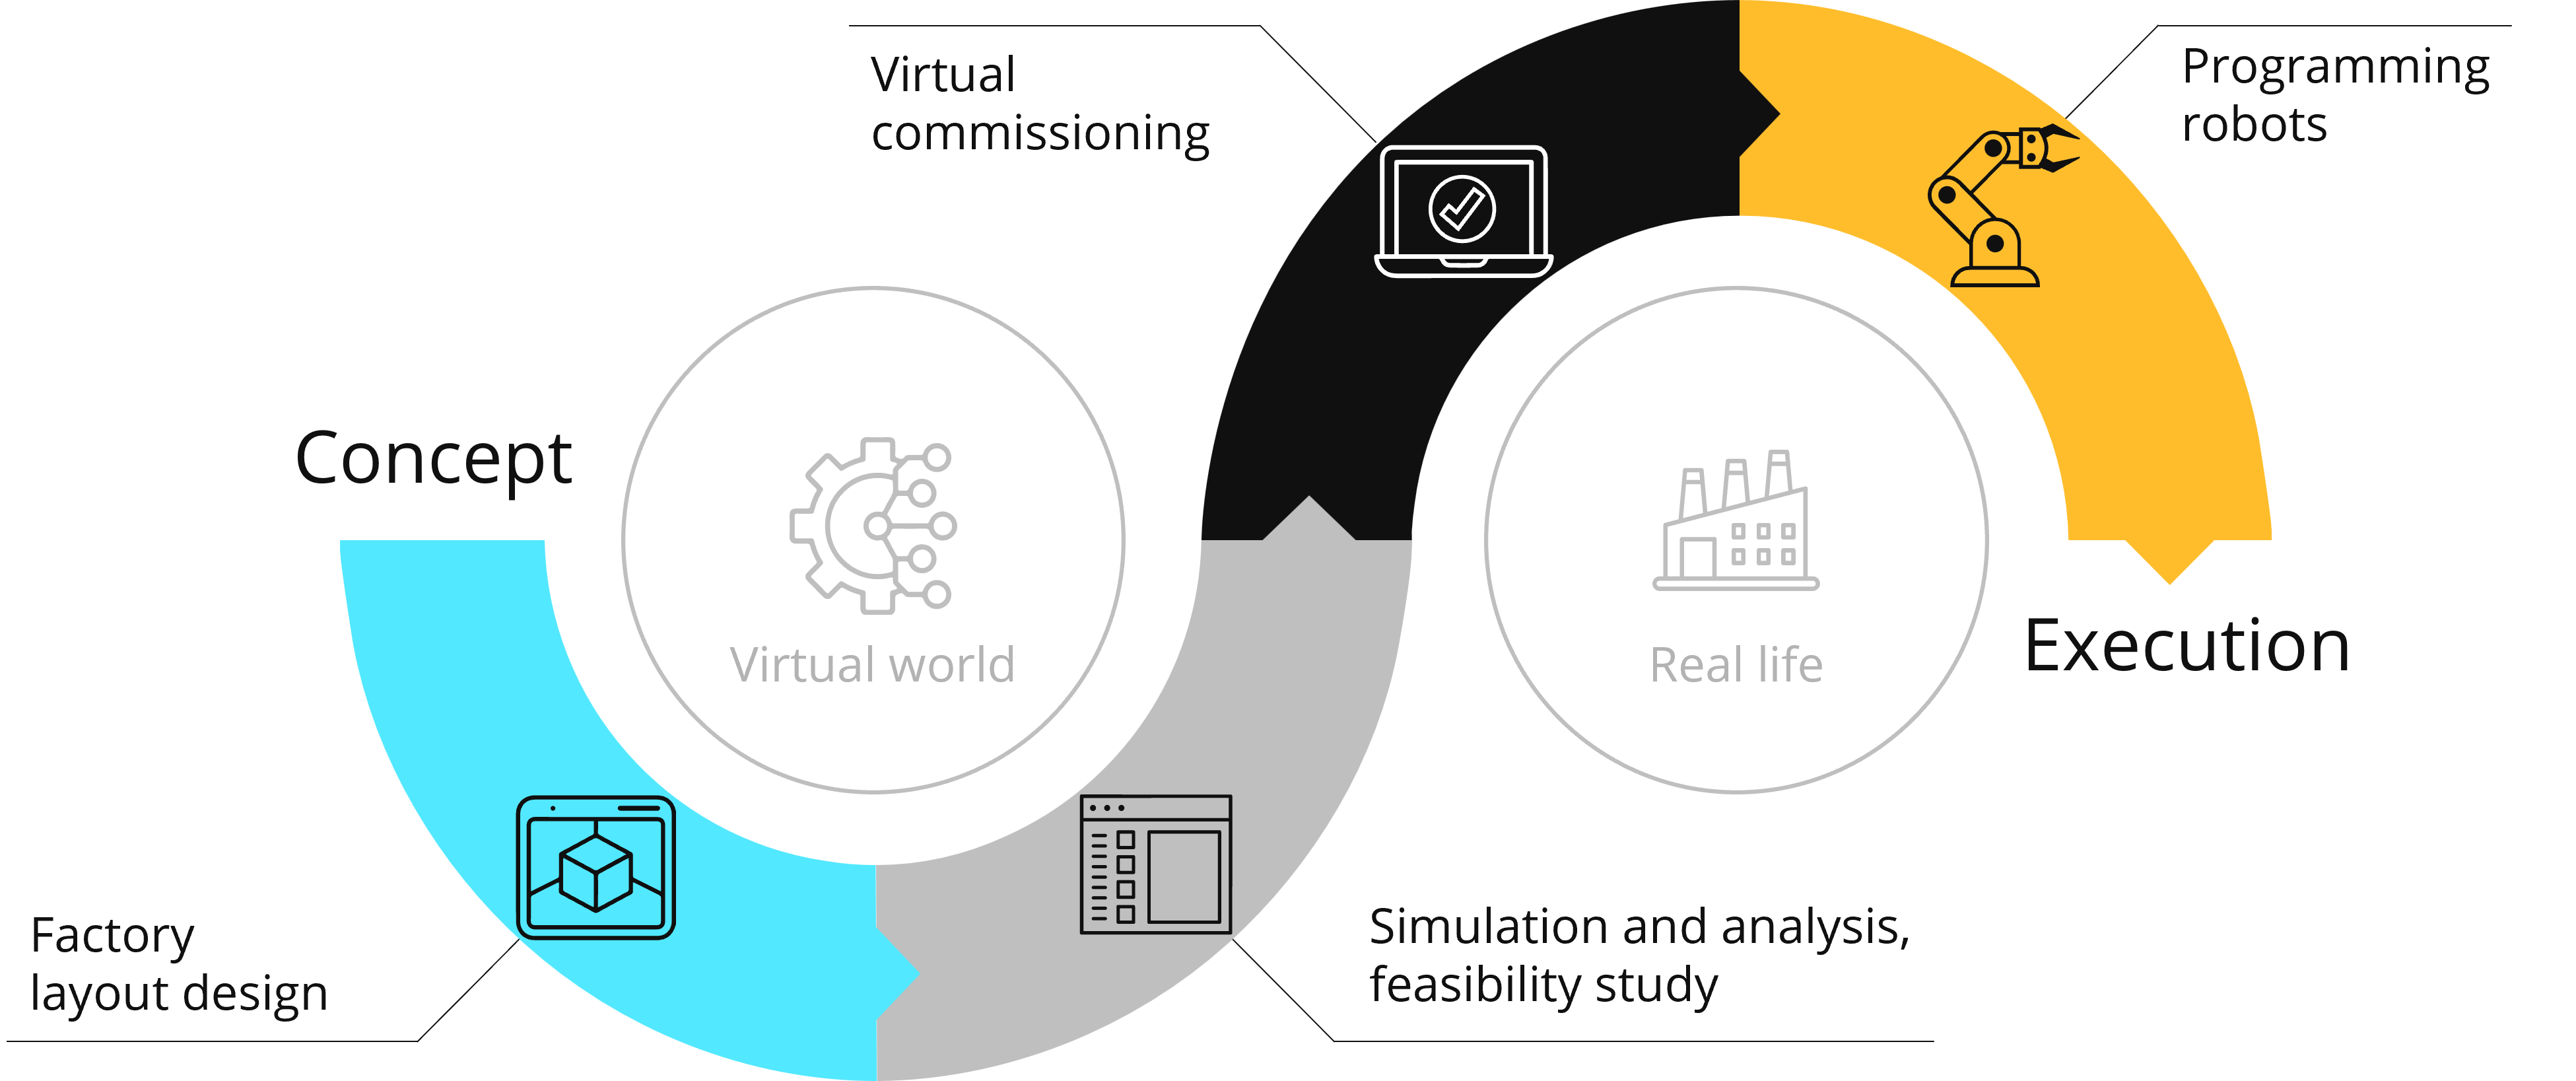 Virtual
commissioning
Programming
robots
Concept
Virtual world
Real life
Execution
Factory
layout design
Simulation and analysis,
feasibility study